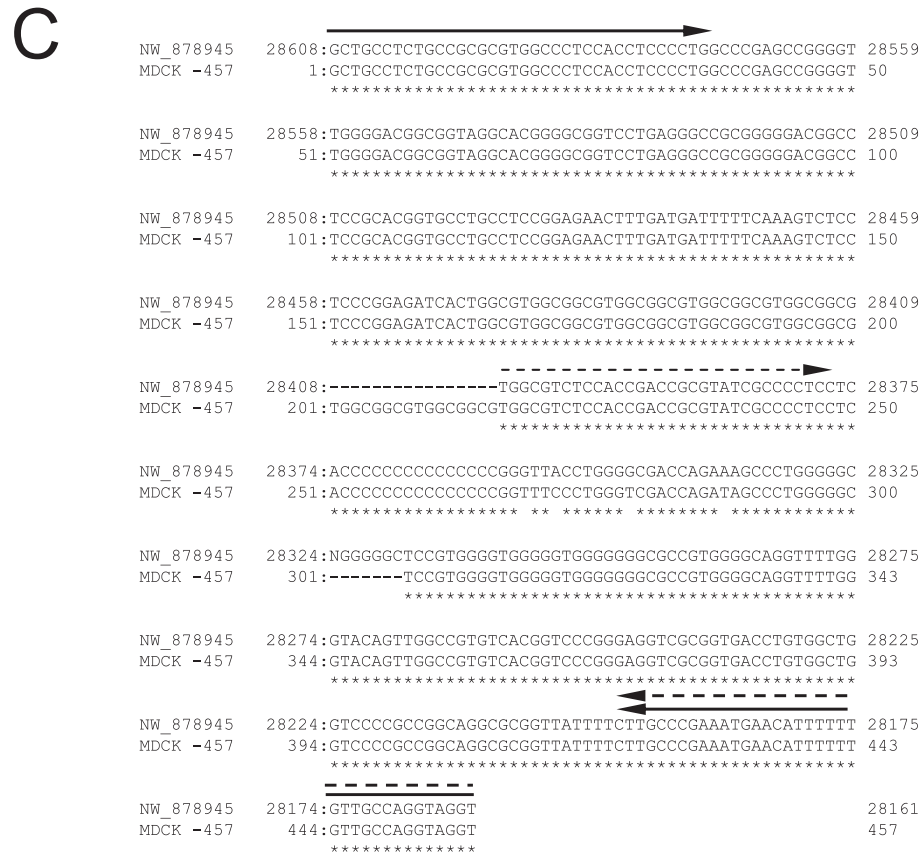 C
NW_878945 28608:GCTGCCTCTGCCGCGCGTGGCCCTCCACCTCCCCTGGCCCGAGCCGGGGT 28559
MDCK -457 1:GCTGCCTCTGCCGCGCGTGGCCCTCCACCTCCCCTGGCCCGAGCCGGGGT 50
**************************************************
NW_878945 28558:TGGGGACGGCGGTAGGCACGGGGCGGTCCTGAGGGCCGCGGGGGACGGCC 28509
MDCK -457 51:TGGGGACGGCGGTAGGCACGGGGCGGTCCTGAGGGCCGCGGGGGACGGCC 100
**************************************************
NW_878945 28508:TCCGCACGGTGCCTGCCTCCGGAGAACTTTGATGATTTTTCAAAGTCTCC 28459
MDCK -457 101:TCCGCACGGTGCCTGCCTCCGGAGAACTTTGATGATTTTTCAAAGTCTCC 150
**************************************************
NW_878945 28458:TCCCGGAGATCACTGGCGTGGCGGCGTGGCGGCGTGGCGGCGTGGCGGCG 28409
MDCK -457 151:TCCCGGAGATCACTGGCGTGGCGGCGTGGCGGCGTGGCGGCGTGGCGGCG 200
**************************************************
NW_878945 28408:----------------TGGCGTCTCCACCGACCGCGTATCGCCCCTCCTC 28375
MDCK -457 201:TGGCGGCGTGGCGGCGTGGCGTCTCCACCGACCGCGTATCGCCCCTCCTC 250
**********************************
NW_878945 28374:ACCCCCCCCCCCCCCCGGGTTACCTGGGGCGACCAGAAAGCCCTGGGGGC 28325
MDCK -457 251:ACCCCCCCCCCCCCCCGGTTTCCCTGGGTCGACCAGATAGCCCTGGGGGC 300
****************** ** ****** ******** ************
NW_878945 28324:NGGGGGCTCCGTGGGGTGGGGGTGGGGGGGCGCCGTGGGGCAGGTTTTGG 28275
MDCK -457 301:-------TCCGTGGGGTGGGGGTGGGGGGGCGCCGTGGGGCAGGTTTTGG 343
*******************************************
NW_878945 28274:GTACAGTTGGCCGTGTCACGGTCCCGGGAGGTCGCGGTGACCTGTGGCTG 28225
MDCK -457 344:GTACAGTTGGCCGTGTCACGGTCCCGGGAGGTCGCGGTGACCTGTGGCTG 393
**************************************************
NW_878945 28224:GTCCCCGCCGGCAGGCGCGGTTATTTTCTTGCCCGAAATGAACATTTTTT 28175
MDCK -457 394:GTCCCCGCCGGCAGGCGCGGTTATTTTCTTGCCCGAAATGAACATTTTTT 443
**************************************************
NW_878945 28174:GTTGCCAGGTAGGT 28161
MDCK -457 444:GTTGCCAGGTAGGT 457
**************